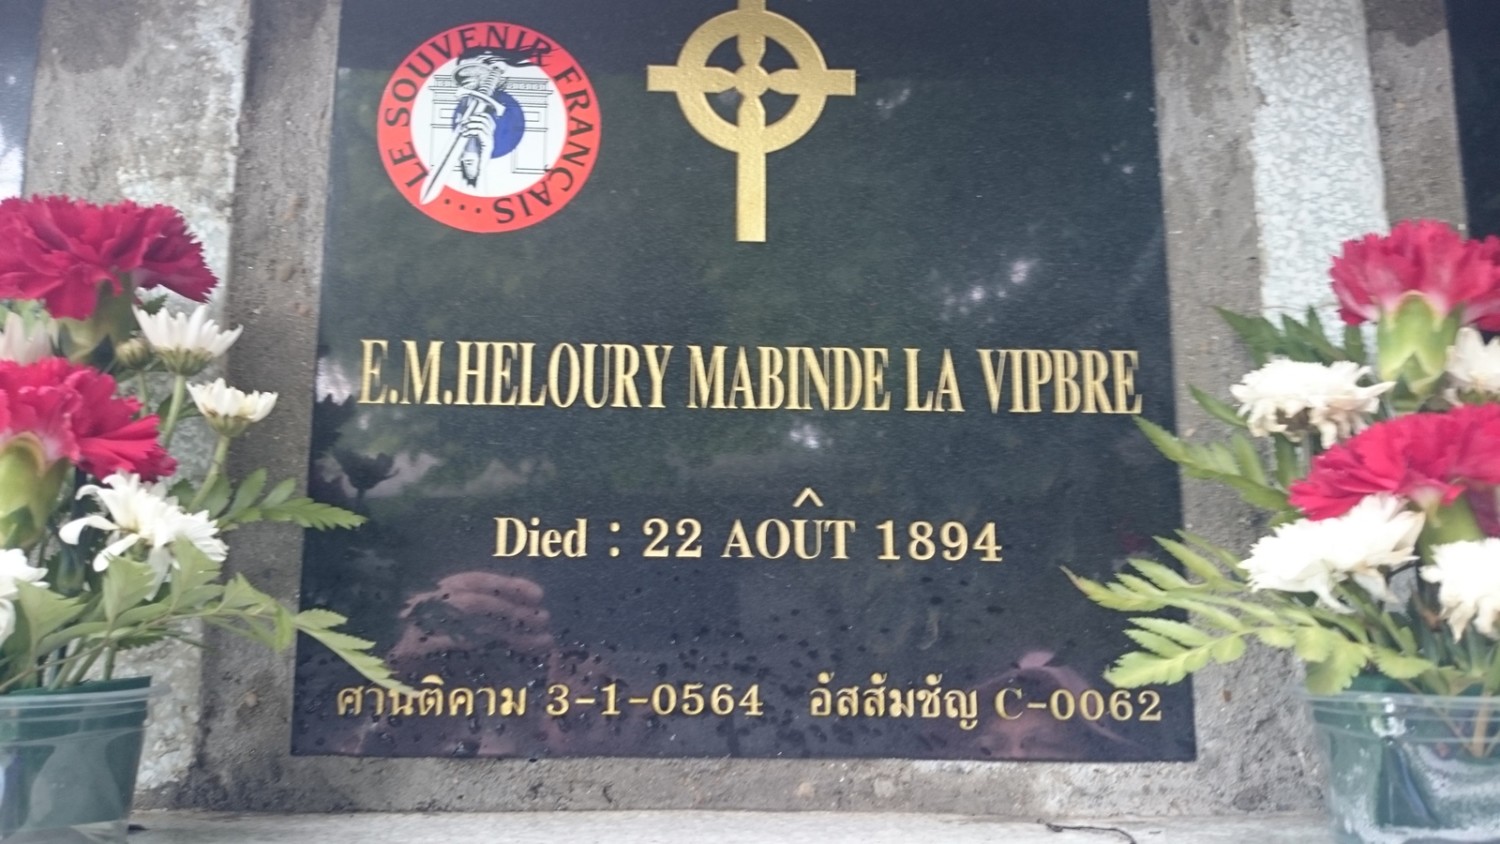 LE SOUVENIR FRANÇAIS...
E.M.HELOURY MABINDE LA VIPBRE
Died : 22 AOÛT 1894
ศานติคาม 3-1-0564 อัสสัมชัญ C-0062